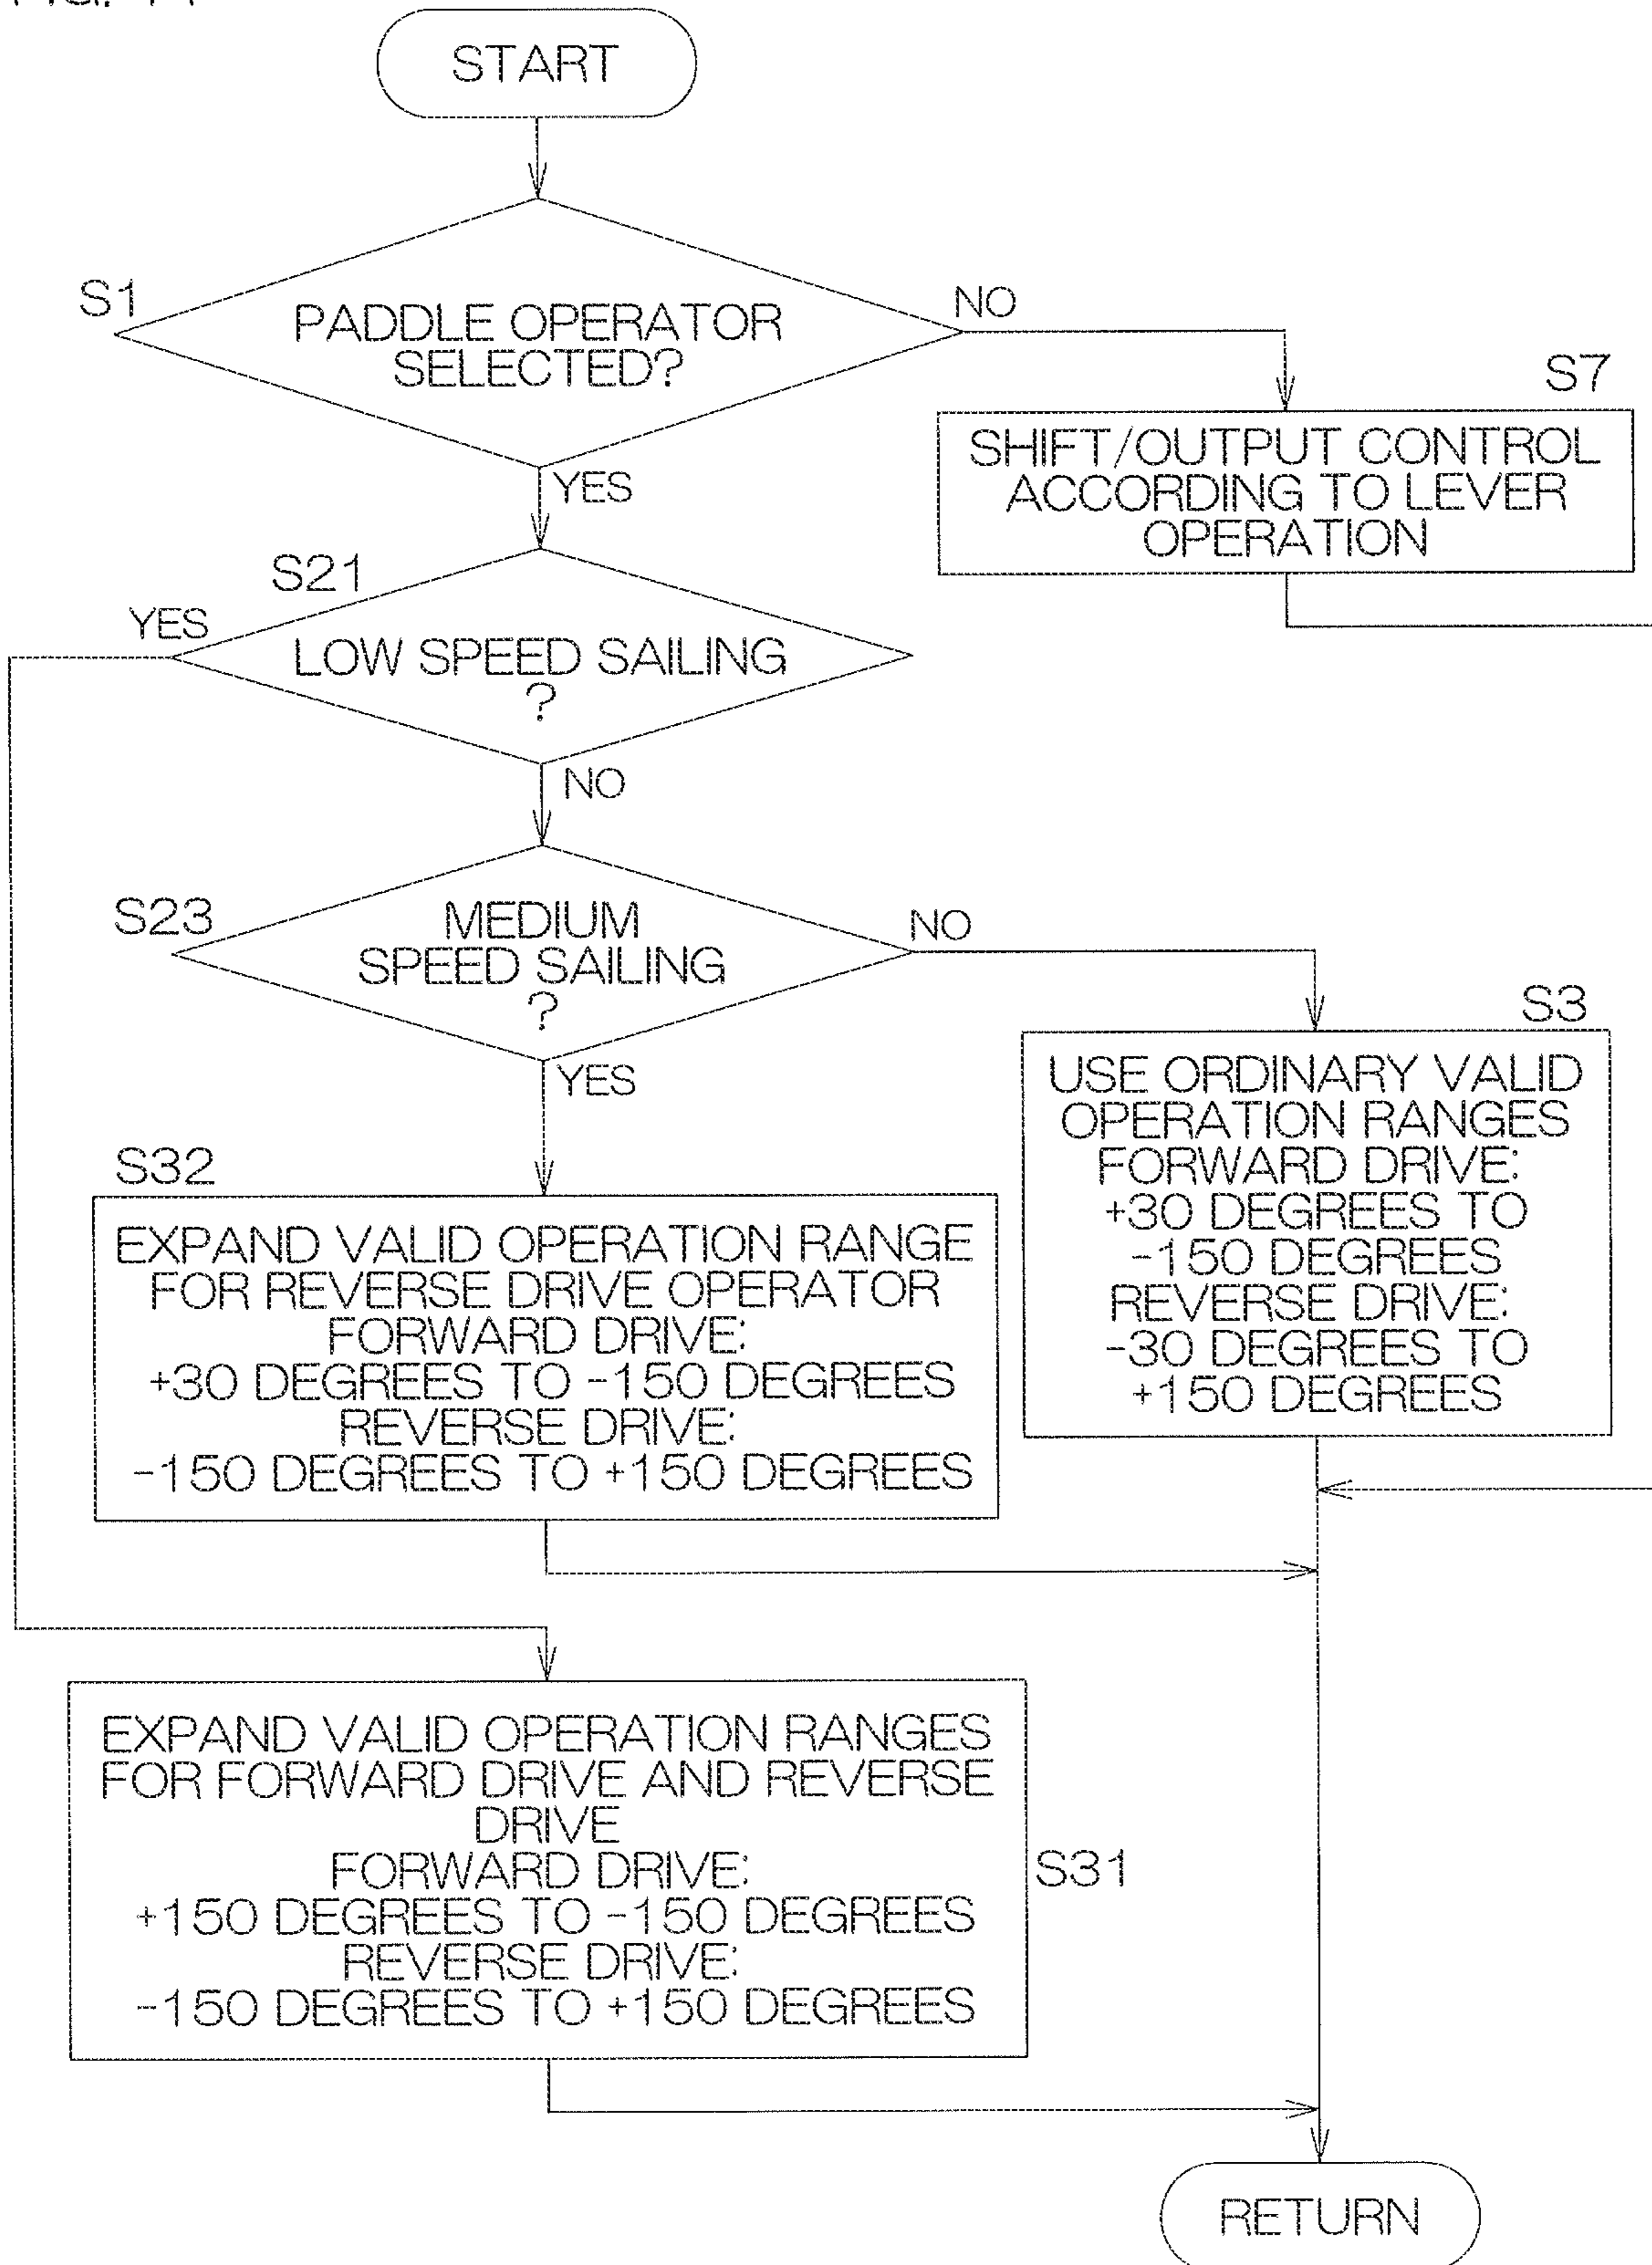 START
S1
PADDLE OPERATOR
SELECTED?
NO
YES
S7
SHIFT/OUTPUT CONTROL
ACCORDING TO LEVER
OPERATION
S21
YES
LOW SPEED SAILING
?
NO
S23
MEDIUM
SPEED SAILING
?
NO
YES
S3
USE ORDINARY VALID
OPERATION RANGES
FORWARD DRIVE:
+30 DEGREES TO
-150 DEGREES
REVERSE DRIVE:
-30 DEGREES TO
+150 DEGREES
S32
EXPAND VALID OPERATION RANGE
FOR REVERSE DRIVE OPERATOR
FORWARD DRIVE:
+30 DEGREES TO -150 DEGREES
REVERSE DRIVE:
-150 DEGREES TO +150 DEGREES
EXPAND VALID OPERATION RANGES
FOR FORWARD DRIVE AND REVERSE
DRIVE
FORWARD DRIVE:
+150 DEGREES TO -150 DEGREES
REVERSE DRIVE:
-150 DEGREES TO +150 DEGREES
S31
RETURN